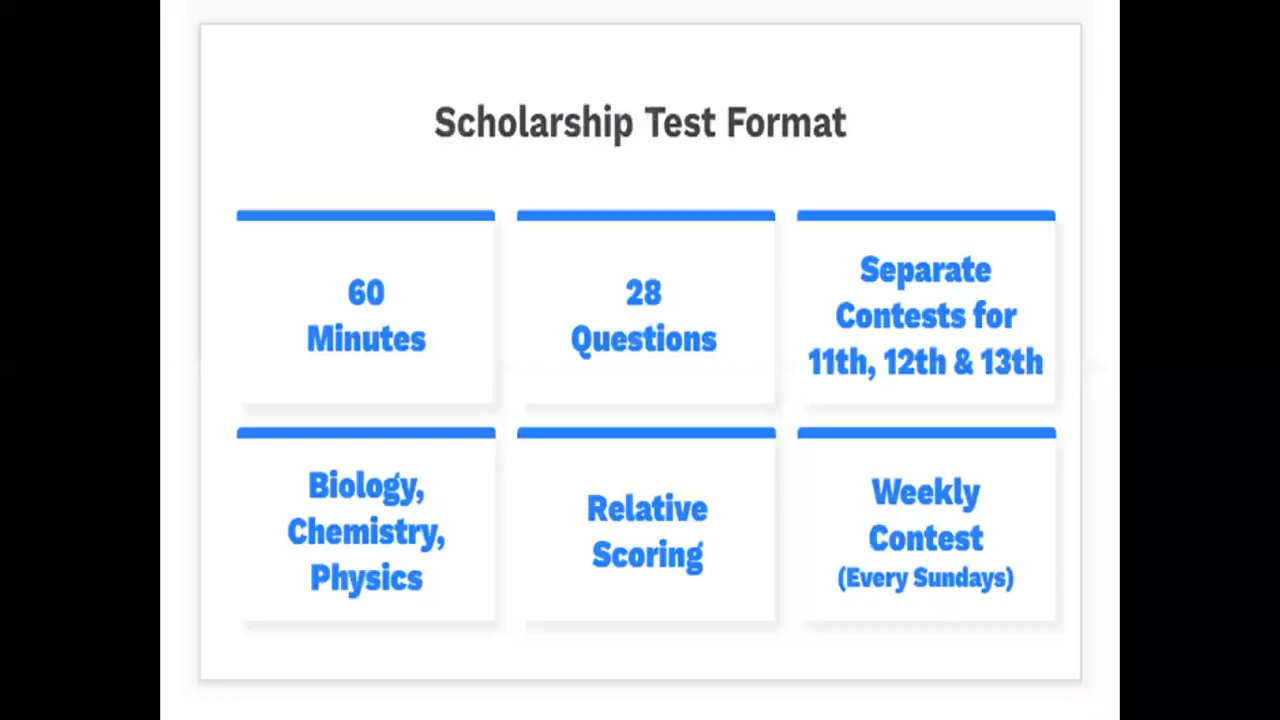 Scholarship Test Format
60
Minutes
28
Questions
Separate
Contests for
11th, 12th & 13th
Biology,
Chemistry,
Physics
Relative
Scoring
Weekly
Contest
(Every Sundays)